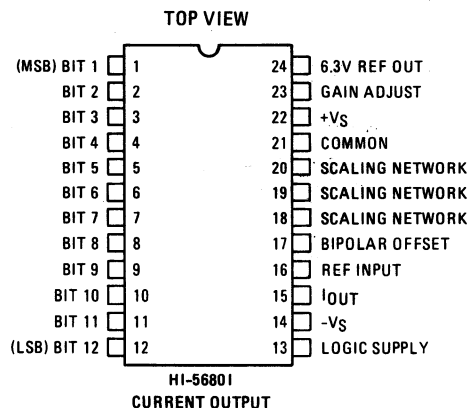 TOP VIEW
(MSB) BIT 1 1 24 6.3V REF OUT
BIT 2 2 23 GAIN ADJUST
BIT 3 3 22 +VS
BIT 4 4 21 COMMON
BIT 5 5 20 SCALING NETWORK
BIT 6 6 19 SCALING NETWORK
BIT 7 7 18 SCALING NETWORK
BIT 8 8 17 BIPOLAR OFFSET
BIT 9 9 16 REF INPUT
BIT 10 10 15 IOUT
BIT 11 11 14 -VS
(LSB) BIT 12 12 13 LOGIC SUPPLY
HI-5680I
CURRENT OUTPUT